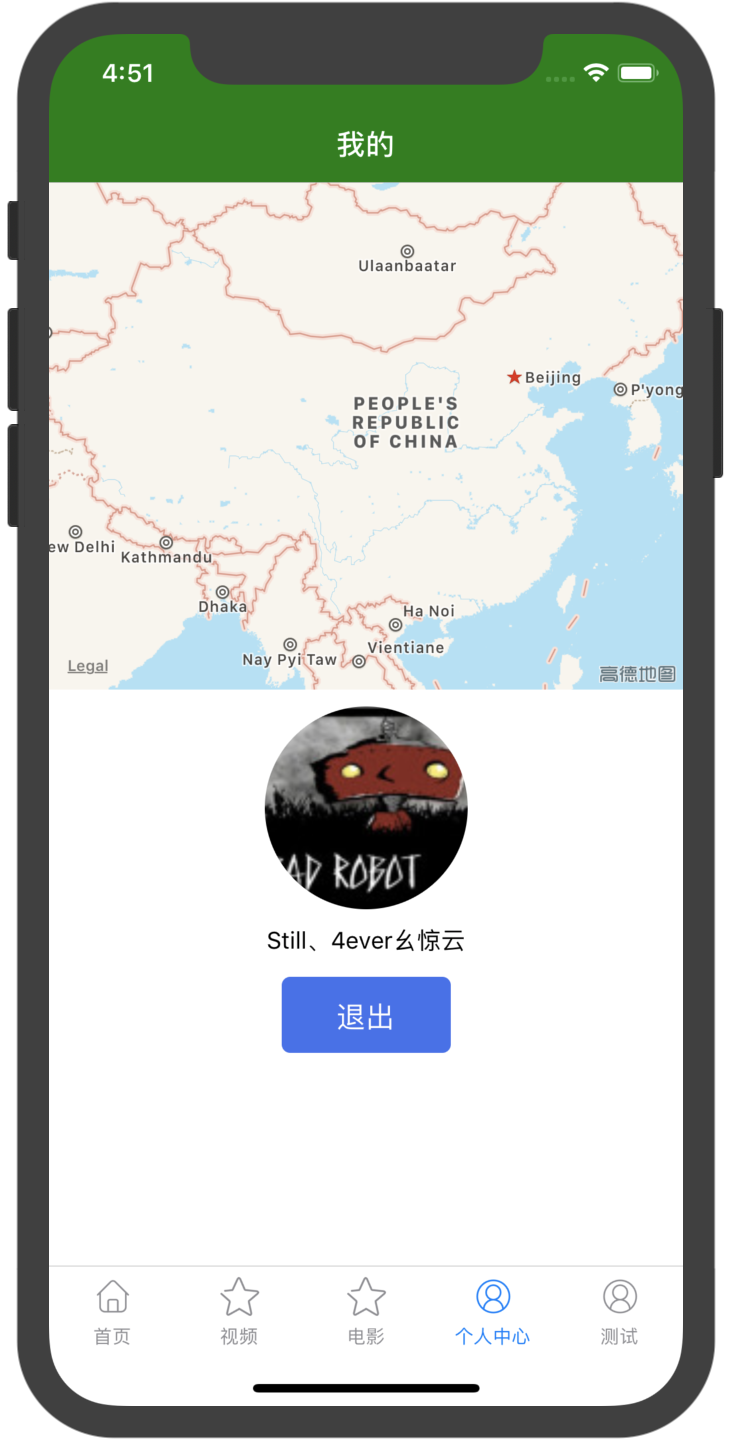 4:51
我的
Ulaanbaatar
Beijing
P'yong
PEOPLE'S
REPUBLIC
OF CHINA
ew Delhi
Kathmandu
Dhaka
Ha Noi
Vientiane
Nay Pyi Taw
Legal
高德地图
AD ROBOT
Still、4ever幺惊云
退出
首页 视频 电影 个人中心 测试